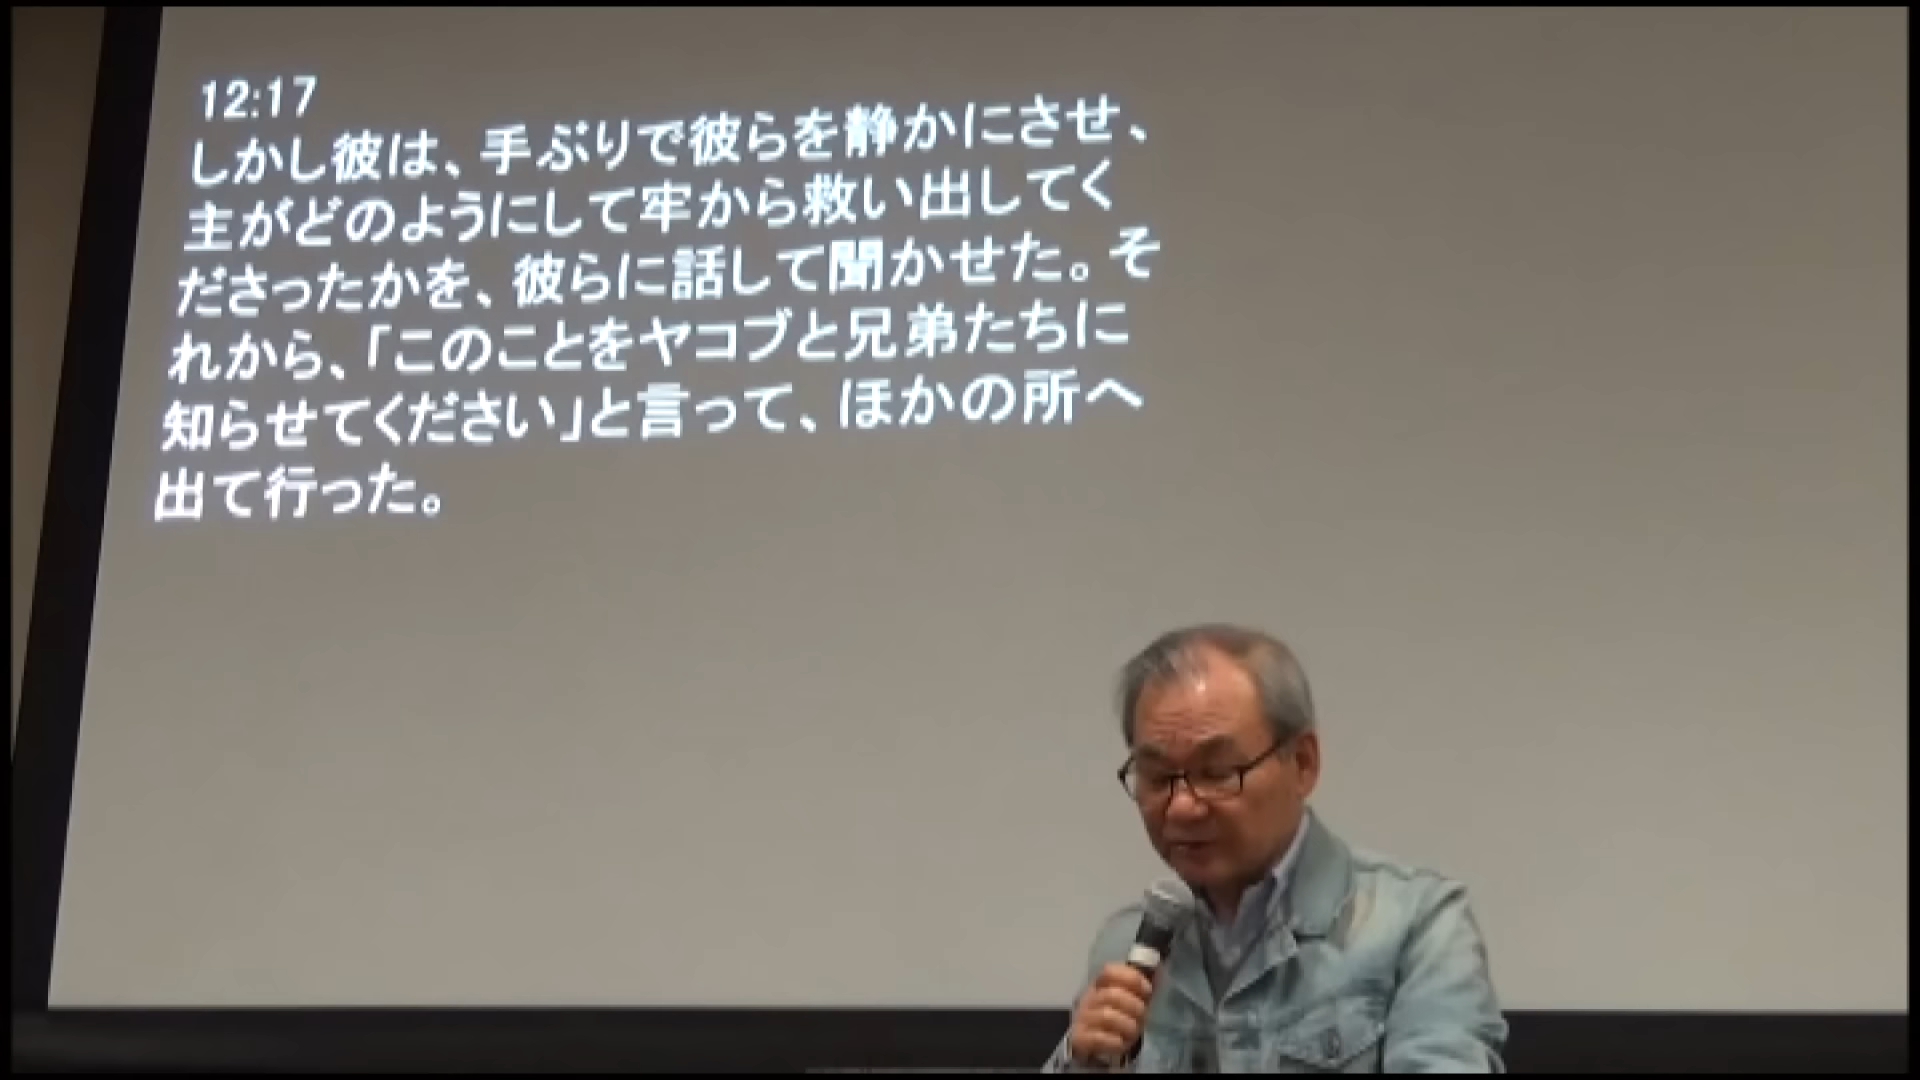 12:17
しかし彼は、手ぶりで彼らを静かにさせ、
主がどのようにして牢から救い出してく
ださったかを、彼らに話して聞かせた。そ
れから、「このことをヤコブと兄弟たちに
知らせてください」と言って、ほかの所へ
出て行った。